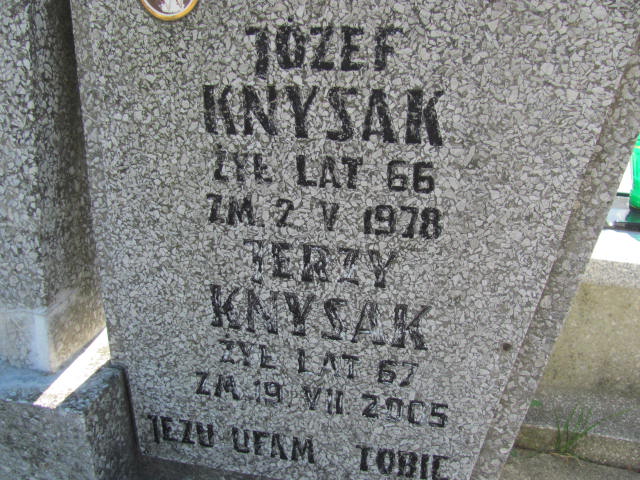 JÓZEF
KNYSAK
ŻYŁ LAT 66
ZM. 2 V 1978
JERZY
KNYSAK
ŻYŁ LAT 67
ZM. 19 VII 2005
JEZU UFAM TOBIE